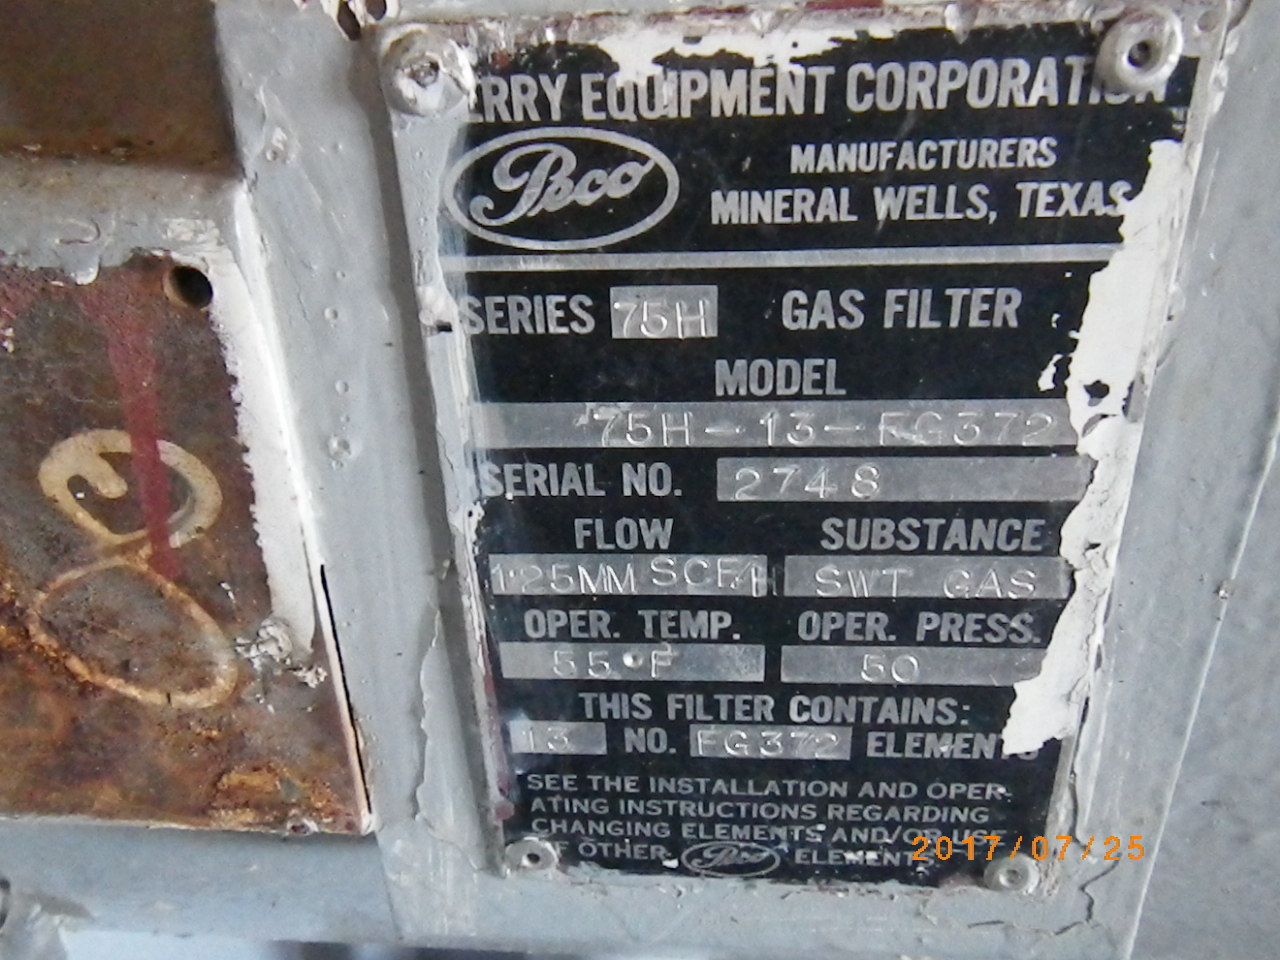 ERRY EQUIPMENT CORPORATION
Peco
MANUFACTURERS
MINERAL WELLS, TEXAS
SERIES 75H GAS FILTER
MODEL
75H-13-FG372
SERIAL NO. 2748
FLOW SUBSTANCE
1.25MM SCF/H SWT GAS
OPER. TEMP. OPER. PRESS.
55°F 50
THIS FILTER CONTAINS:
13 NO. FG372 ELEMENTS
SEE THE INSTALLATION AND OPER-
ATING INSTRUCTIONS REGARDING
CHANGING ELEMENTS AND/OR USE
OF OTHER Peco ELEMENTS.
2017/07/25